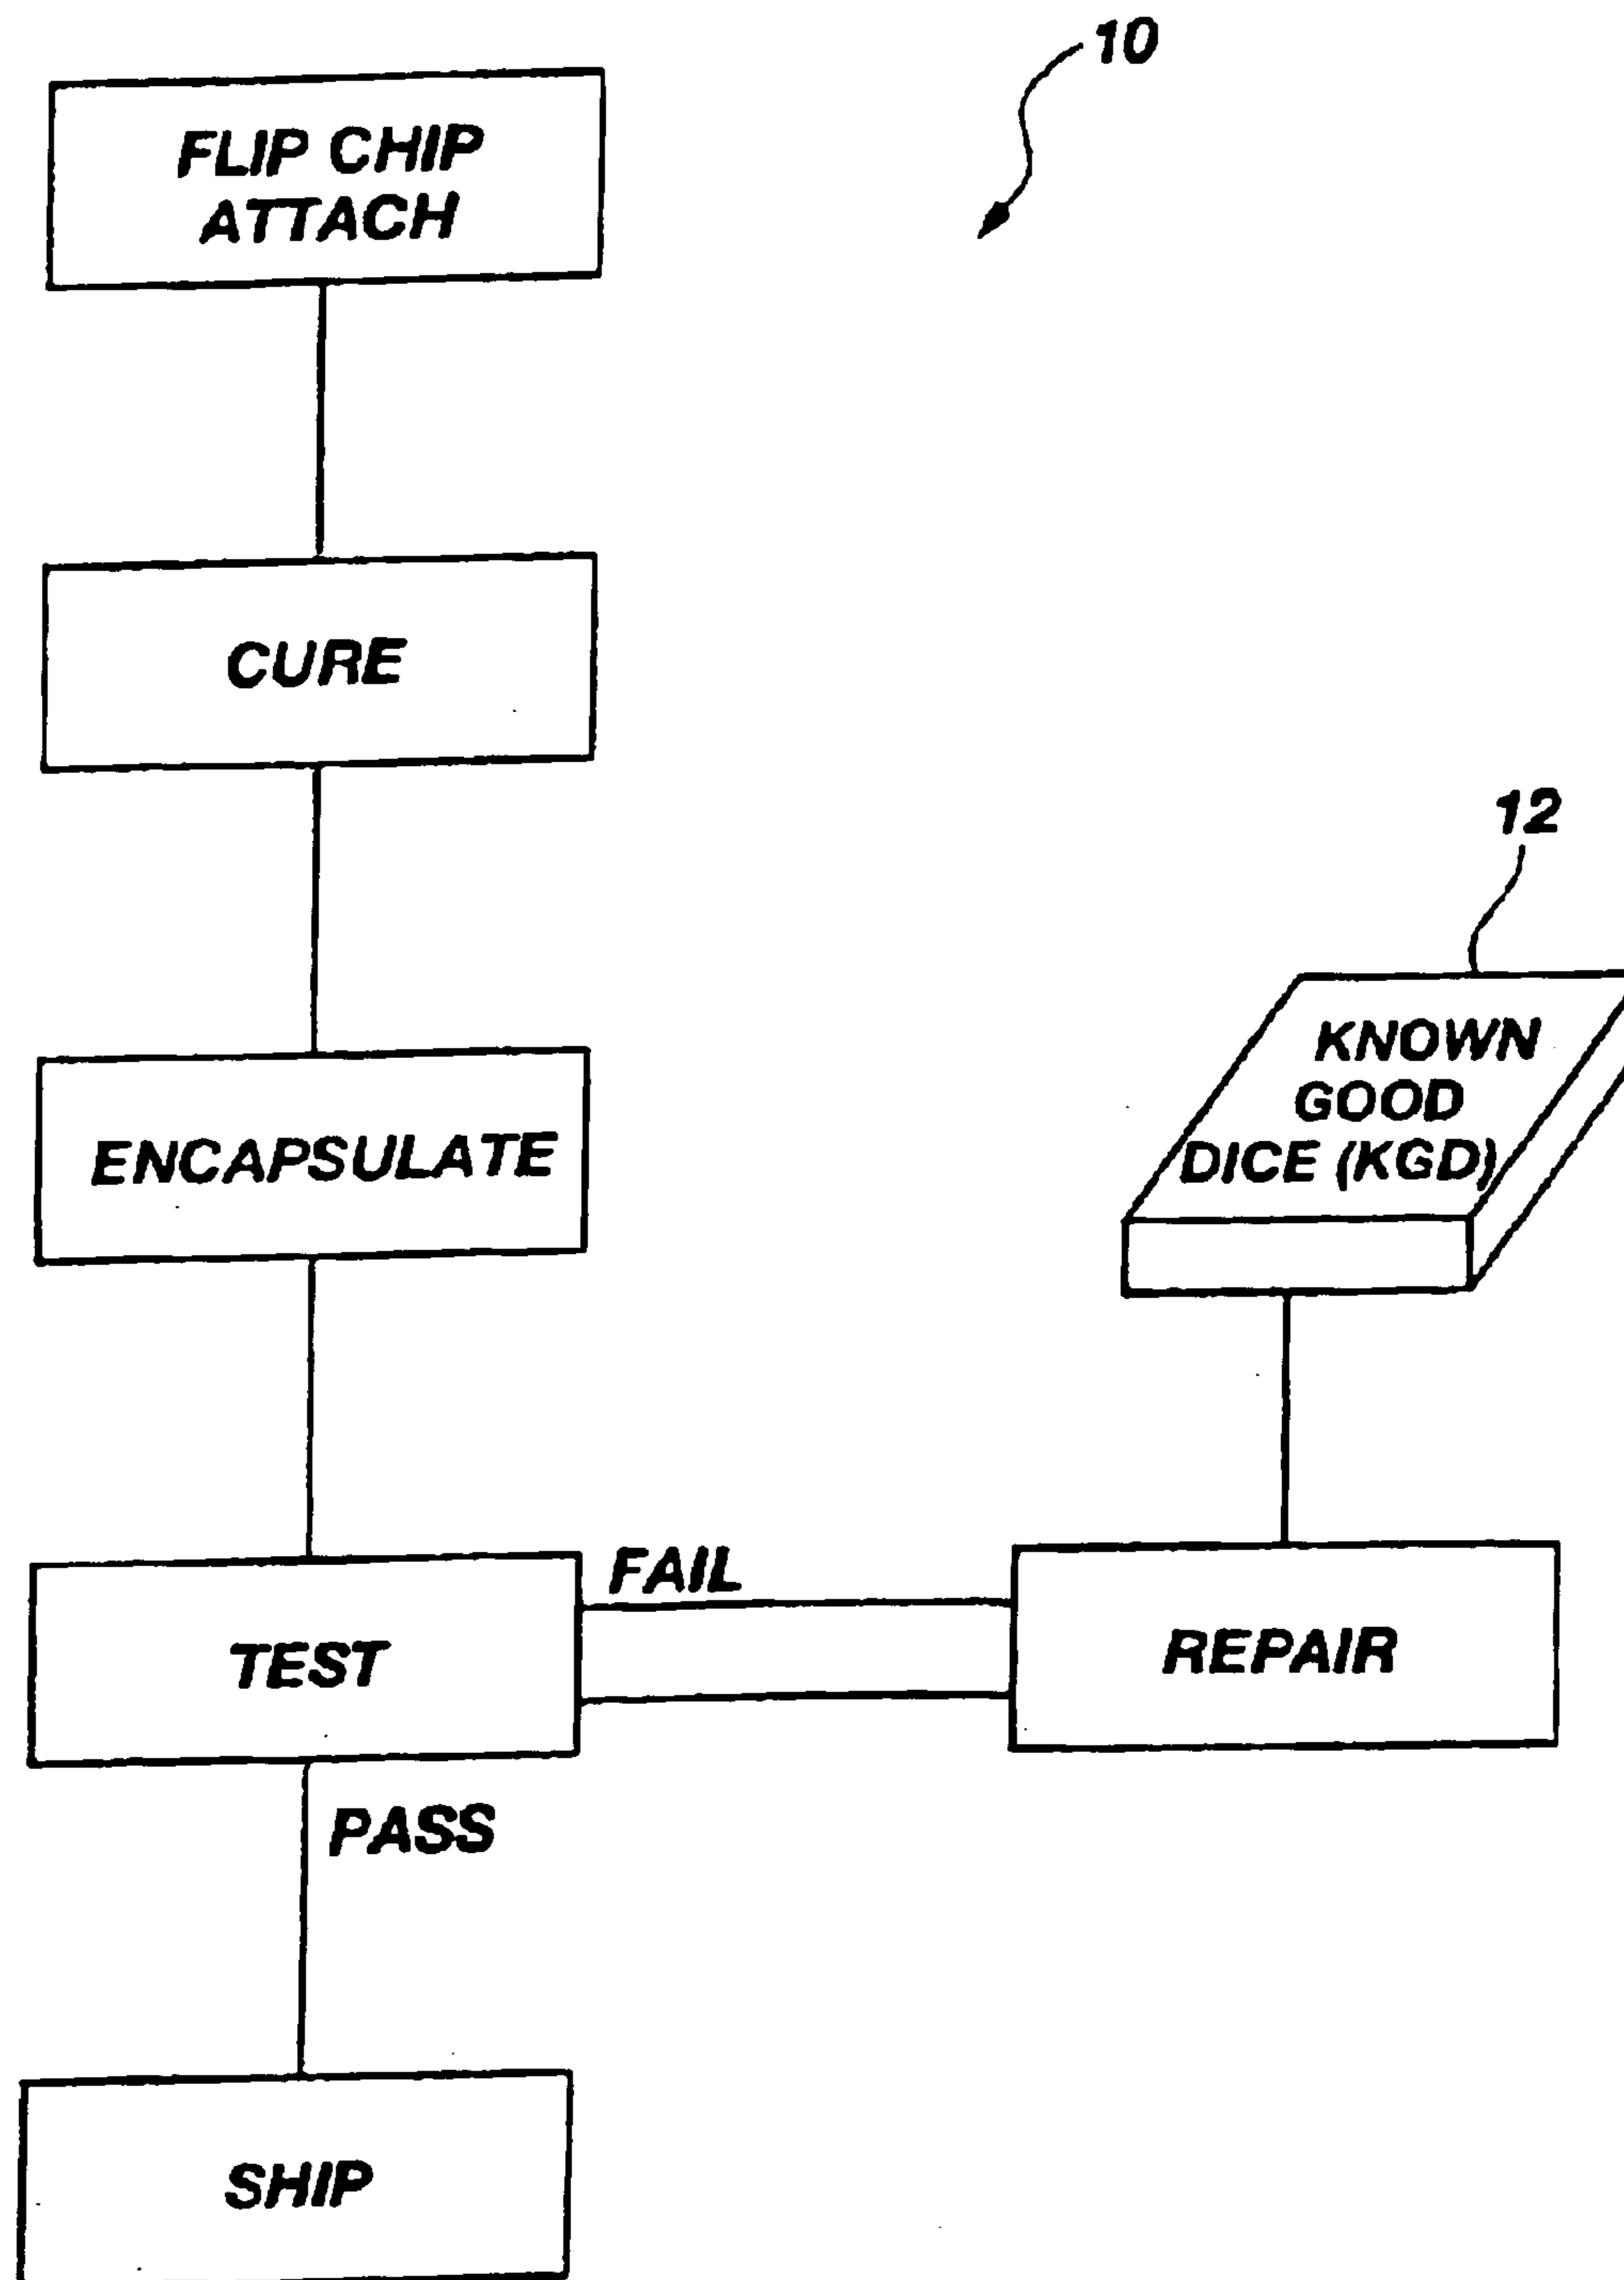 10
FLIP CHIP
ATTACH
CURE
12
KNOWN
GOOD
DICE (KGD)
ENCAPSULATE
FAIL
TEST
REPAIR
PASS
SHIP